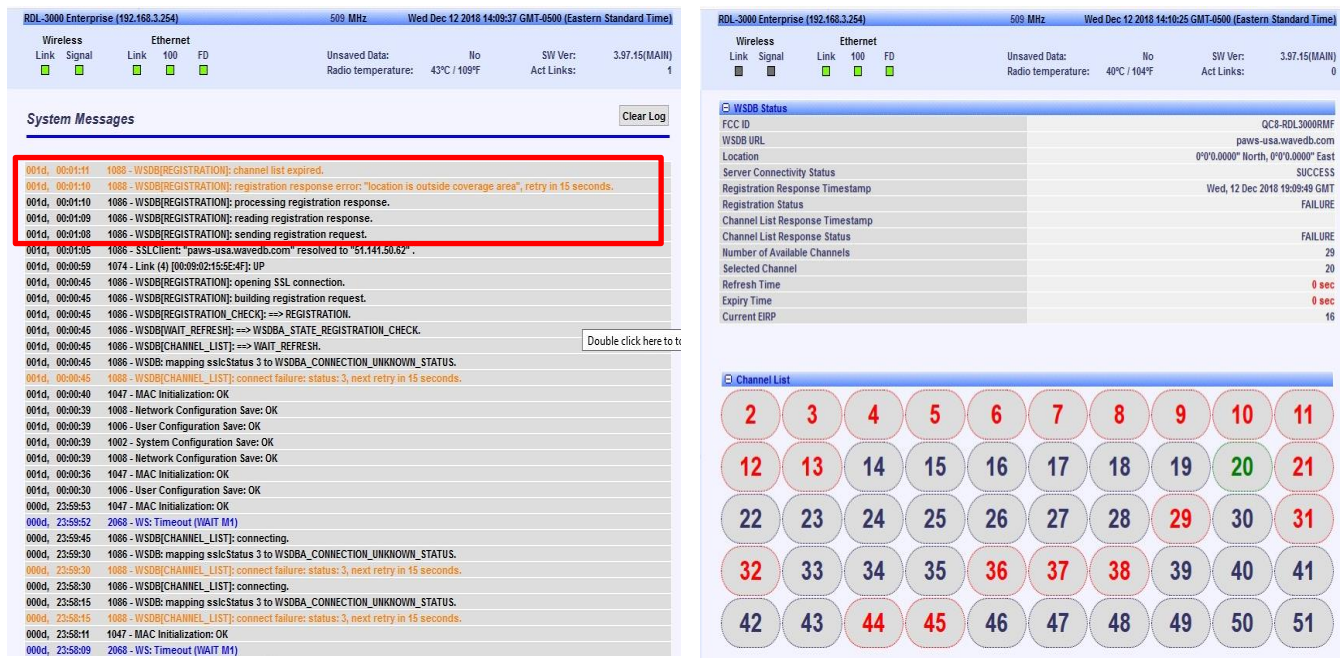 RDL-3000 Enterprise (192.168.3.254) 509 MHz Wed Dec 12 2018 14:09:37 GMT-0500 (Eastern Standard Time)
Wireless Ethernet
Link Signal Link 100 FD Unsaved Data: No SW Ver: 3.97.15(MAIN)
Radio temperature: 43ºC / 109ºF Act Links: 1
System Messages Clear Log
001d, 00:01:11 1088 - WSDB[REGISTRATION]: channel list expired.
001d, 00:01:10 1088 - WSDB[REGISTRATION]: registration response error: "location is outside coverage area", retry in 15 seconds.
001d, 00:01:10 1086 - WSDB[REGISTRATION]: processing registration response.
001d, 00:01:09 1086 - WSDB[REGISTRATION]: reading registration response.
001d, 00:01:08 1086 - WSDB[REGISTRATION]: sending registration request.
001d, 00:01:05 1086 - SSLClient: "paws-usa.wavedb.com" resolved to "51.141.50.62" .
001d, 00:00:59 1074 - Link (4) [00:09:02:15:5E:4F]: UP
001d, 00:00:45 1086 - WSDB[REGISTRATION]: opening SSL connection.
001d, 00:00:45 1086 - WSDB[REGISTRATION]: building registration request.
001d, 00:00:45 1086 - WSDB[REGISTRATION_CHECK]: ==> REGISTRATION.
001d, 00:00:45 1086 - WSDB[WAIT_REFRESH]: ==> WSDBA_STATE_REGISTRATION_CHECK.
001d, 00:00:45 1086 - WSDB[CHANNEL_LIST]: ==> WAIT_REFRESH.
Double click here to to
001d, 00:00:45 1086 - WSDB: mapping sslcStatus 3 to WSDBA_CONNECTION_UNKNOWN_STATUS.
001d, 00:00:45 1088 - WSDB[CHANNEL_LIST]: connect failure: status: 3, next retry in 15 seconds.
001d, 00:00:40 1047 - MAC Initialization: OK
001d, 00:00:39 1008 - Network Configuration Save: OK
001d, 00:00:39 1006 - User Configuration Save: OK
001d, 00:00:39 1002 - System Configuration Save: OK
001d, 00:00:39 1008 - Network Configuration Save: OK
001d, 00:00:36 1047 - MAC Initialization: OK
001d, 00:00:30 1006 - User Configuration Save: OK
000d, 23:59:53 1047 - MAC Initialization: OK
000d, 23:59:52 2068 - WS: Timeout (WAIT M1)
000d, 23:59:45 1086 - WSDB[CHANNEL_LIST]: connecting.
000d, 23:59:30 1086 - WSDB: mapping sslcStatus 3 to WSDBA_CONNECTION_UNKNOWN_STATUS.
000d, 23:59:30 1088 - WSDB[CHANNEL_LIST]: connect failure: status: 3, next retry in 15 seconds.
000d, 23:58:30 1086 - WSDB[CHANNEL_LIST]: connecting.
000d, 23:58:15 1086 - WSDB: mapping sslcStatus 3 to WSDBA_CONNECTION_UNKNOWN_STATUS.
000d, 23:58:15 1088 - WSDB[CHANNEL_LIST]: connect failure: status: 3, next retry in 15 seconds.
000d, 23:58:11 1047 - MAC Initialization: OK
000d, 23:58:09 2068 - WS: Timeout (WAIT M1)
RDL-3000 Enterprise (192.168.3.254) 509 MHz Wed Dec 12 2018 14:10:25 GMT-0500 (Eastern Standard Time)
Wireless Ethernet
Link Signal Link 100 FD Unsaved Data: No SW Ver: 3.97.15(MAIN)
Radio temperature: 40ºC / 104ºF Act Links: 0
WSDB Status
FCC ID QC8-RDL3000RMF
WSDB URL paws-usa.wavedb.com
Location 0º0'0.0000" North, 0º0'0.0000" East
Server Connectivity Status SUCCESS
Registration Response Timestamp Wed, 12 Dec 2018 19:09:49 GMT
Registration Status FAILURE
Channel List Response Timestamp
Channel List Response Status FAILURE
Number of Available Channels 29
Selected Channel 20
Refresh Time 0 sec
Expiry Time 0 sec
Current EIRP 16
Channel List
2 3 4 5 6 7 8 9 10 11
12 13 14 15 16 17 18 19 20 21
22 23 24 25 26 27 28 29 30 31
32 33 34 35 36 37 38 39 40 41
42 43 44 45 46 47 48 49 50 51